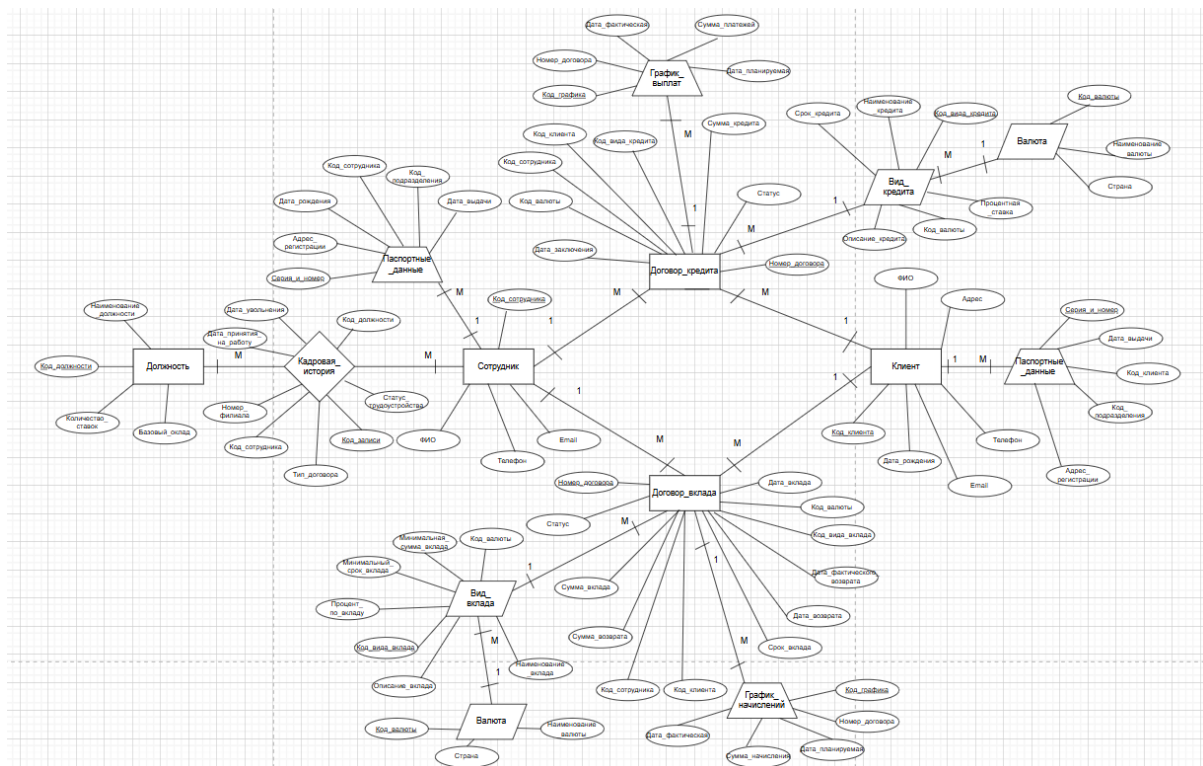 Дата_фактическая
Сумма_платежей
Номер_договора
График_
выплат
Дата_планируемая
Код_графика
М
Код_клиента
Код_вида_кредита
Сумма_кредита
Срок_кредита
Наименование
кредита
Код_вида_кредита
Код_валюты
М
1
Валюта
Наименование
валюты
Страна
Вид_
кредита
Процентная
_ставка
Код_валюты
Описание_кредита
Код_сотрудника
Код_
подразделения
Дата_рождения
Дата_выдачи
Адрес_
регистрации
Паспортные
_данные
Серия_и_номер
Код_сотрудника
Код_валюты
Дата_заключения
Статус
1
1
М
Договор_кредита
Номер_договора
М
М
М
1
1
1
Код_сотрудника
Наименование
должности
Дата_увольнения
Дата_принятия_
на_работу
Код_должности
Должность
М
Кадровая_
история
М
Сотрудник
Код_должности
Количество_
ставок
Базовый_оклад
Номер_
филиала
Код_сотрудника
Тип_договора
Статус_
трудоустройства
Код_записи
ФИО
Телефон
Email
1
ФИО
Адрес
Клиент
1
М
Паспортные
_данные
Серия_и_номер
Дата_выдачи
Код_клиента
Код_
подразделения
Адрес_
регистрации
1
Код_клиента
Дата_рождения
Email
Телефон
М
М
Номер_договора
Договор_вклада
Дата_вклада
Статус
М
Код_валюты
Код_вида_вклада
Дата_фактического_
возврата
Дата_возврата
Срок_вклада
1
1
Сумма_вклада
Сумма_возврата
Код_сотрудника
Код_клиента
М
Минимальная_
сумма_вклада
Код_валюты
Минимальный_
срок_вклада
Процент_
по_вкладу
Вид_
вклада
Код_вида_вклада
Описание_вклада
Наименование
_вклада
М
1
Валюта
Код_валюты
Страна
Наименование
валюты
График_
начислений
Код_графика
Номер_договора
Дата_планируемая
Сумма_начисления
Дата_фактическая